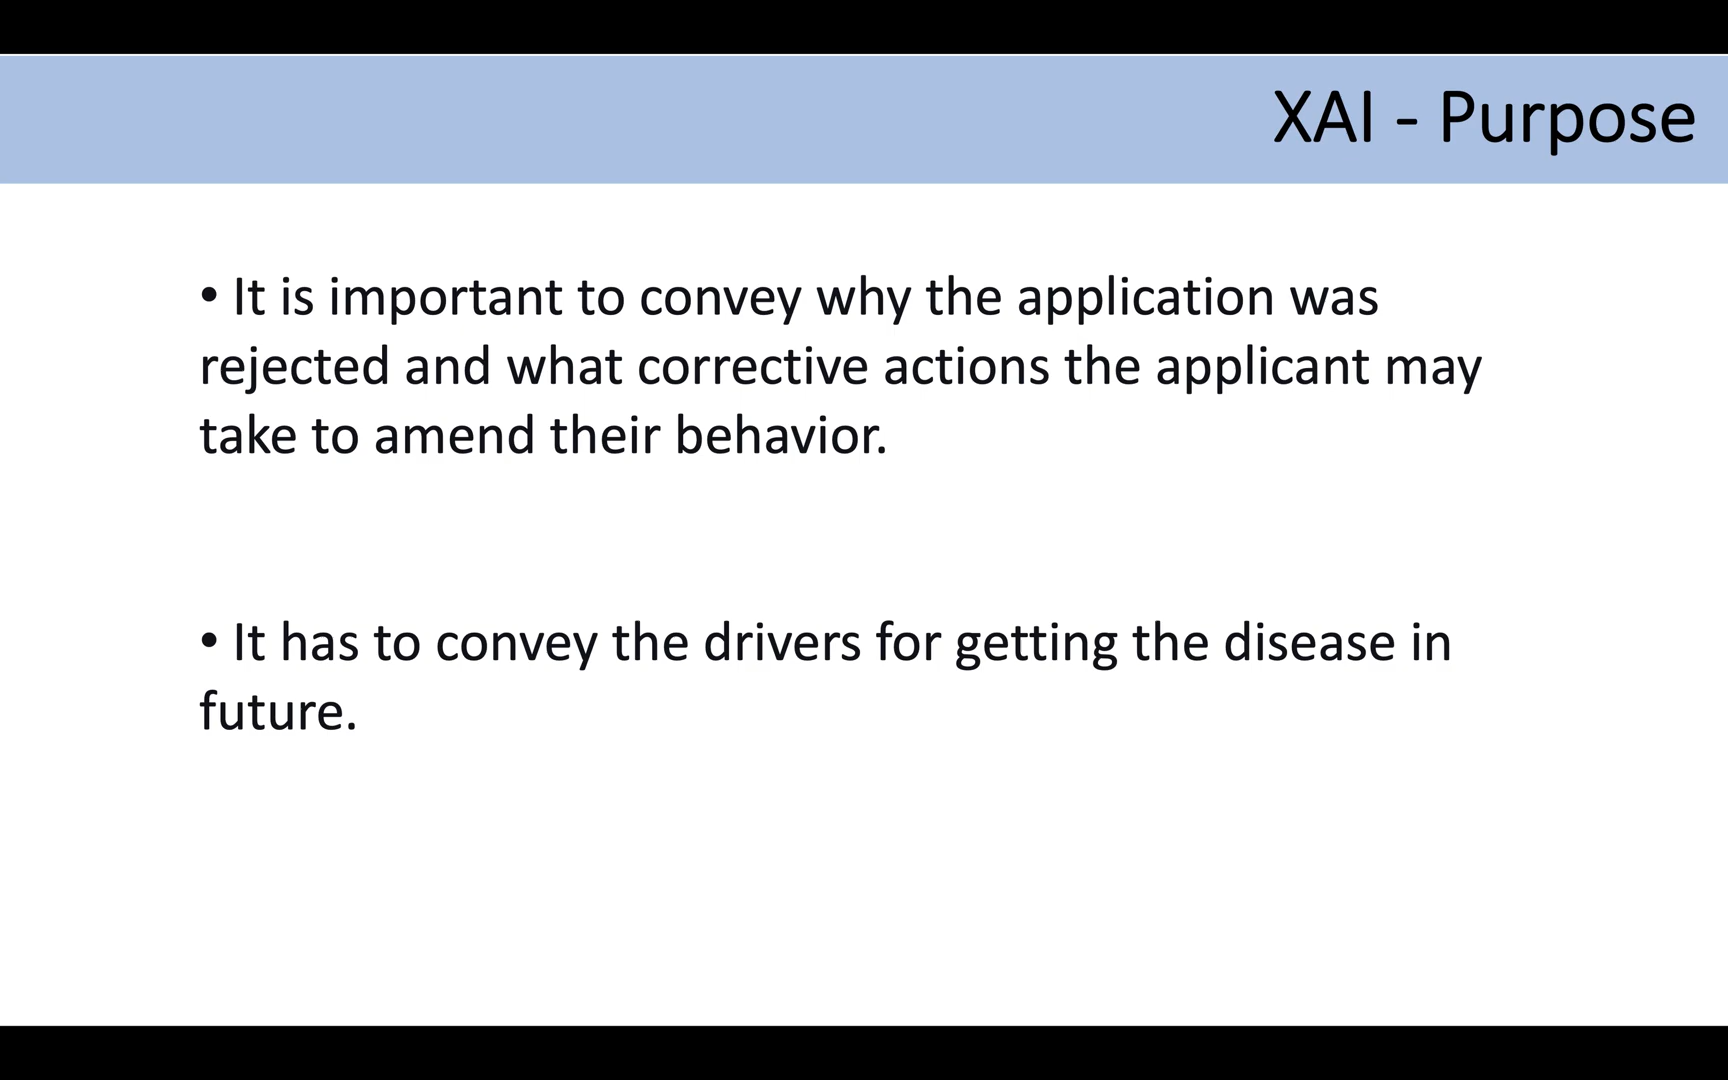 XAI - Purpose
• It is important to convey why the application was
rejected and what corrective actions the applicant may
take to amend their behavior.
• It has to convey the drivers for getting the disease in
future.